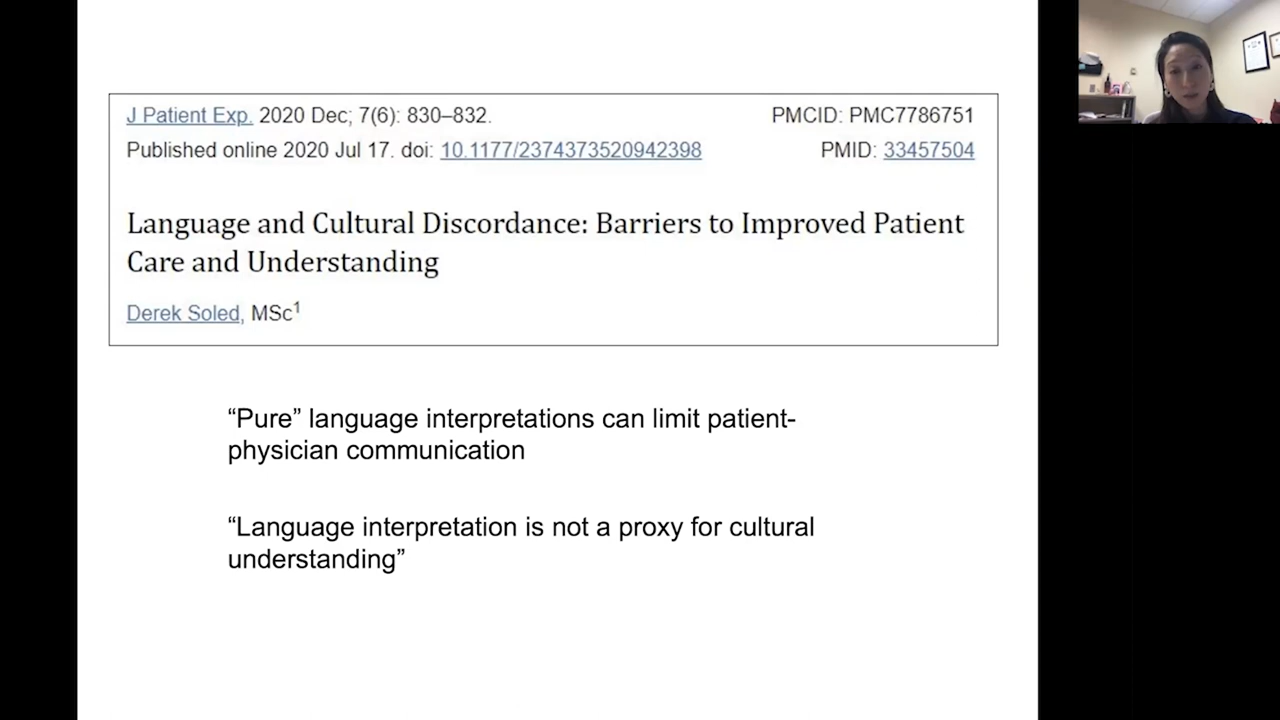 J Patient Exp. 2020 Dec; 7(6): 830–832. PMCID: PMC7786751
Published online 2020 Jul 17. doi: 10.1177/2374373520942398 PMID: 33457504
Language and Cultural Discordance: Barriers to Improved Patient
Care and Understanding
Derek Soled, MSc1
“Pure” language interpretations can limit patient-
physician communication
“Language interpretation is not a proxy for cultural
understanding”